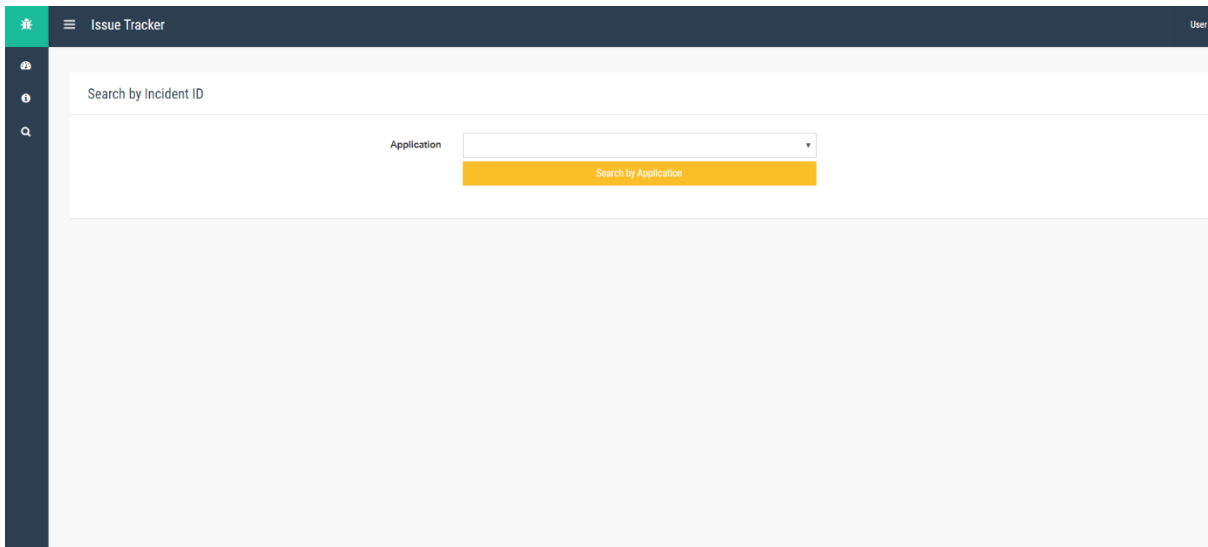 Issue Tracker
User
Search by Incident ID
Application
Search by Application